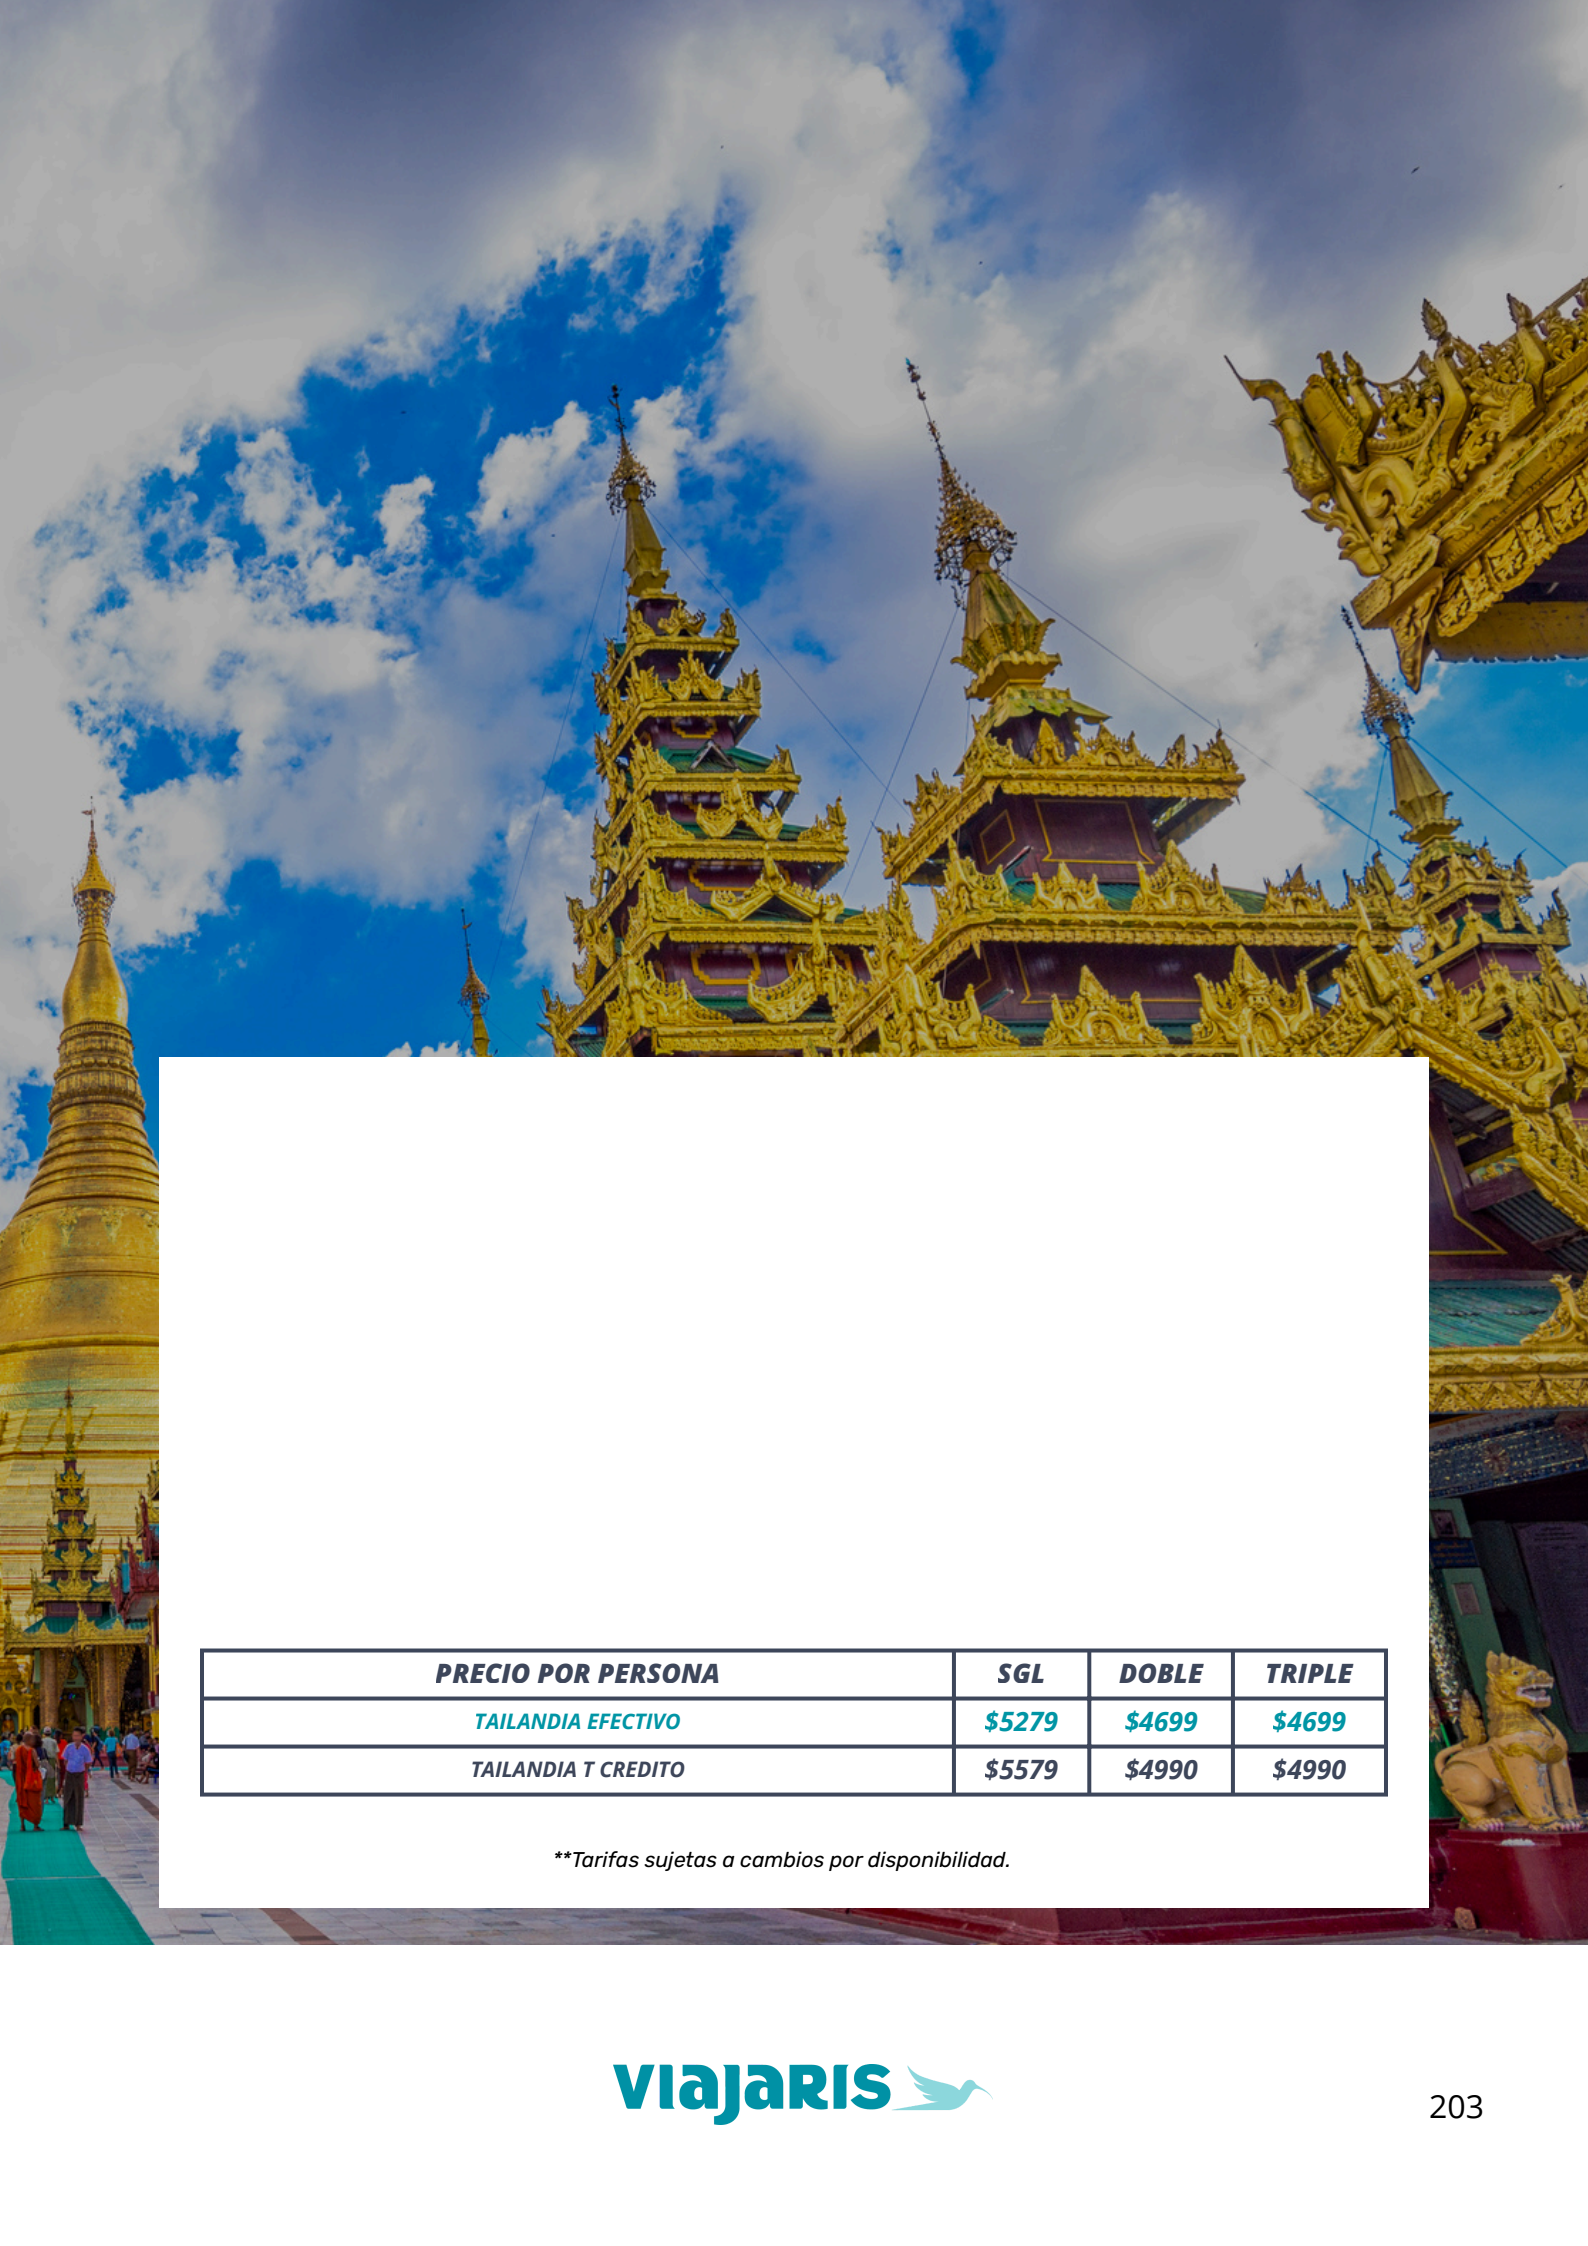 PRECIO POR PERSONA SGL DOBLE TRIPLE
TAILANDIA EFECTIVO $5279 $4699 $4699
TAILANDIA T CREDITO $5579 $4990 $4990
**Tarifas sujetas a cambios por disponibilidad.
VIaJaRIS
203